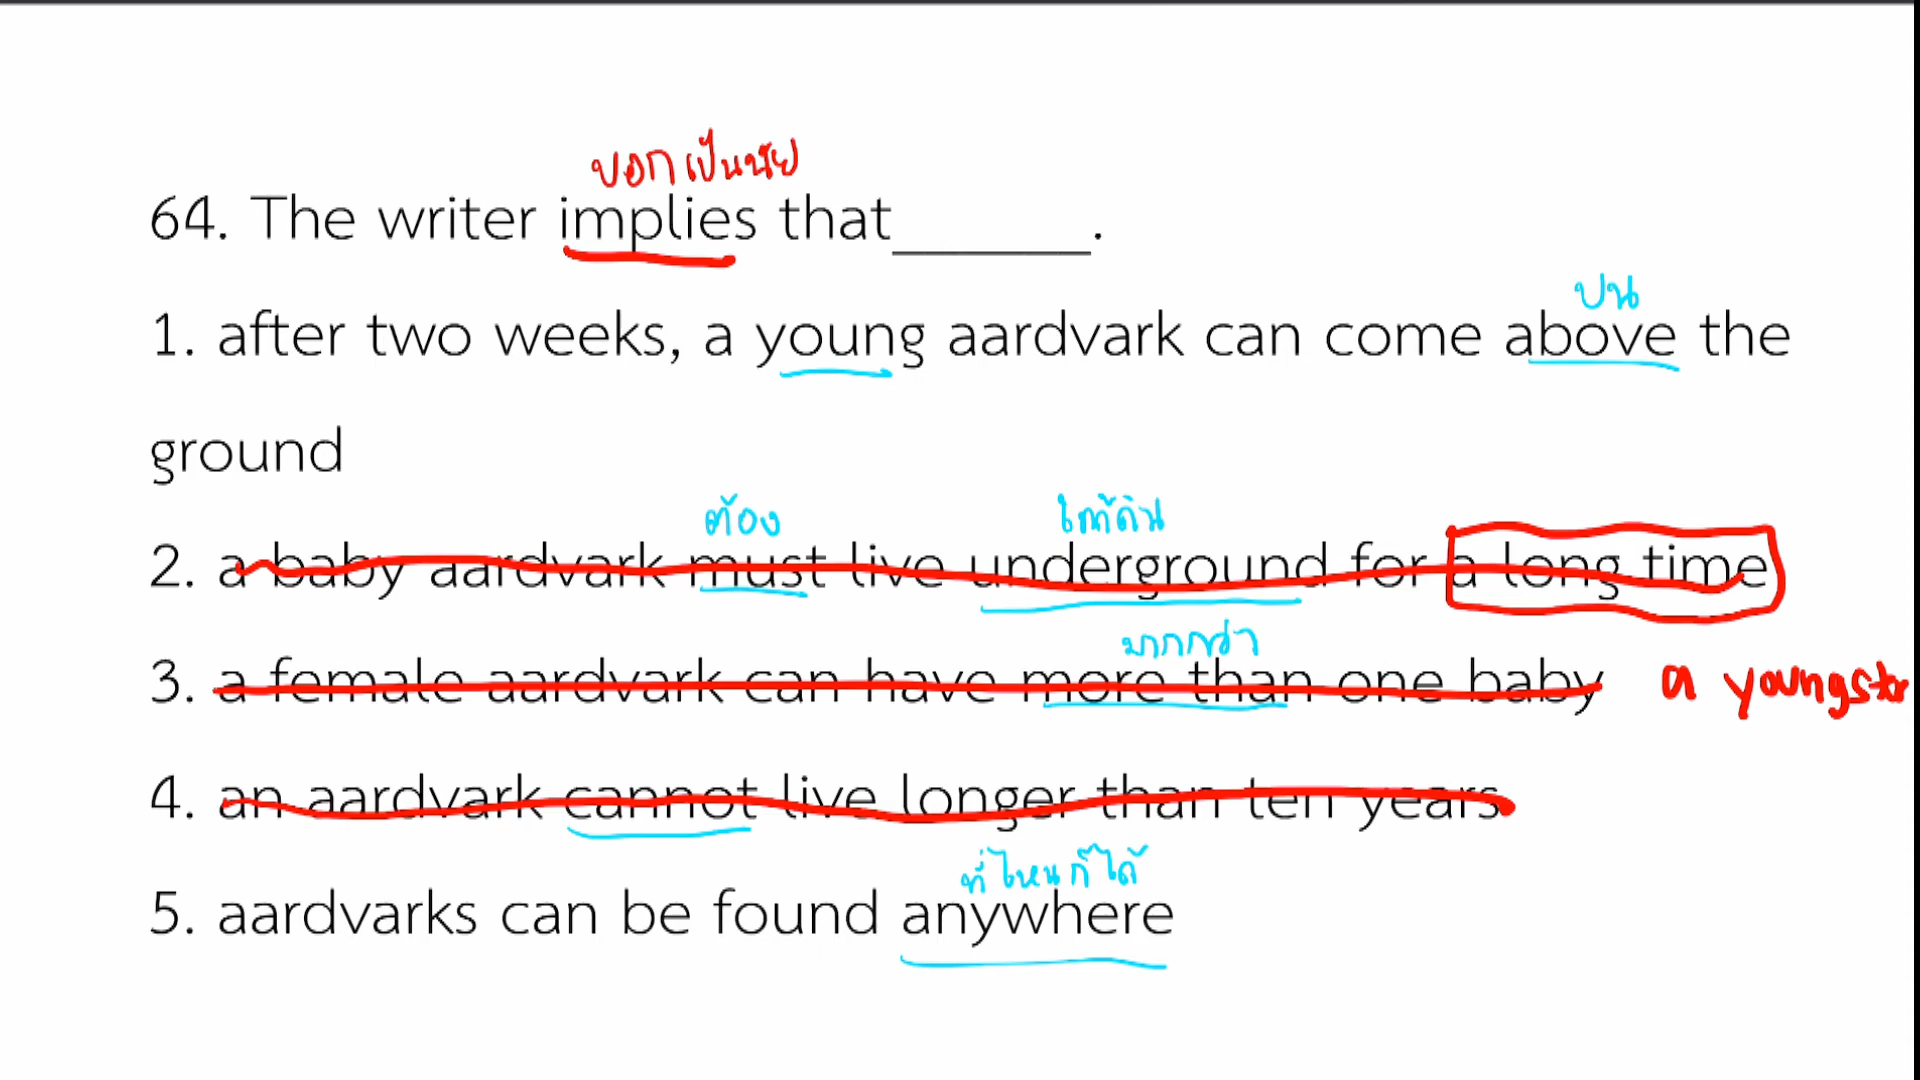 บอกเป็นนัย
64. The writer implies that______.
บน
1. after two weeks, a young aardvark can come above the
ground
ต้อง ใต้ดิน
2. a baby aardvark must live underground for a long time
มากกว่า
3. a female aardvark can have more than one baby a youngster
4. an aardvark cannot live longer than ten years.
ที่ไหนก็ได้
5. aardvarks can be found anywhere